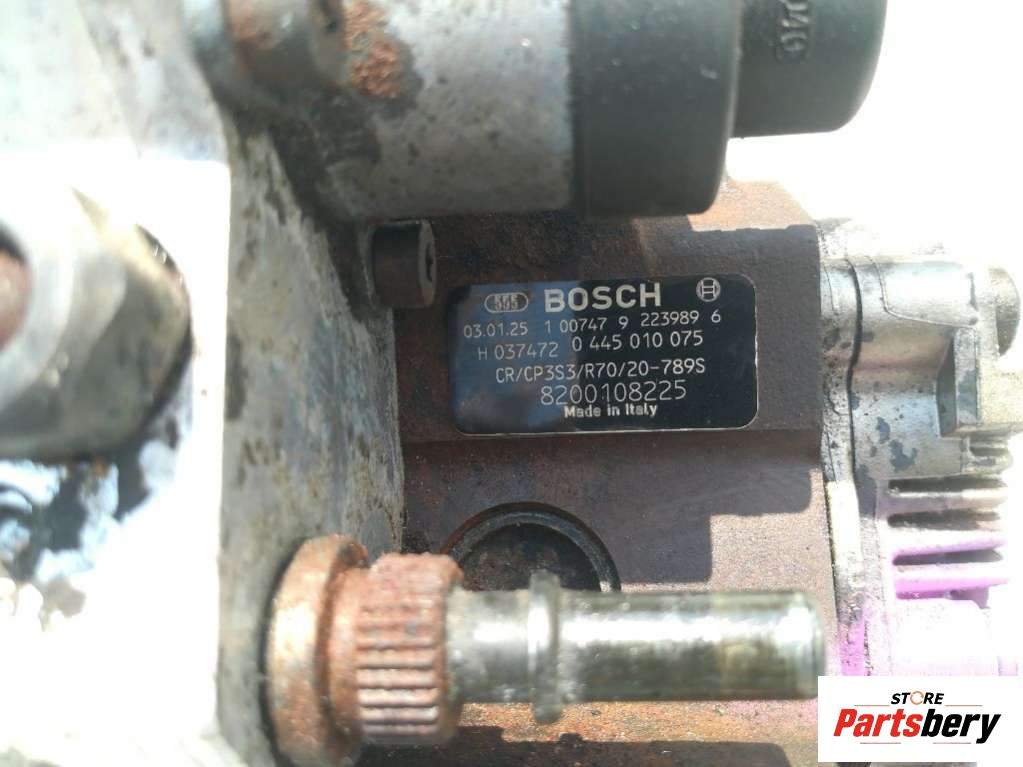 BOSCH
03.01.25 1 00747 9 223989 6
H 037472 0 445 010 075
CR/CP3S3/R70/20-789S
8200108225
Made in Italy
STORE
Partsbery